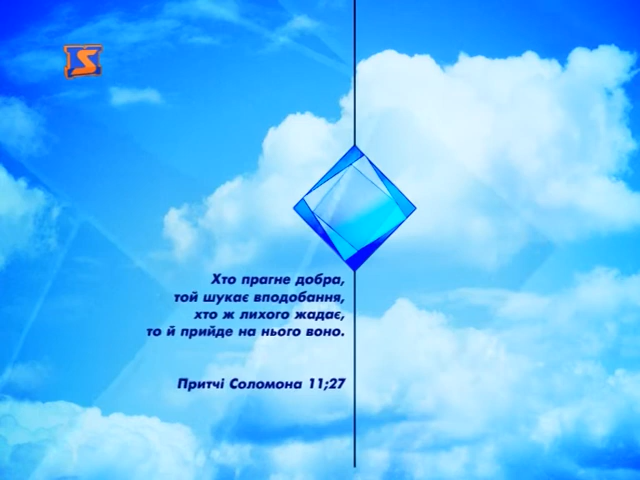 Хто прагне добра,
той шукає вподобання,
хто ж лихого жадає,
то й прийде на нього воно.
Притчі Соломона 11;27